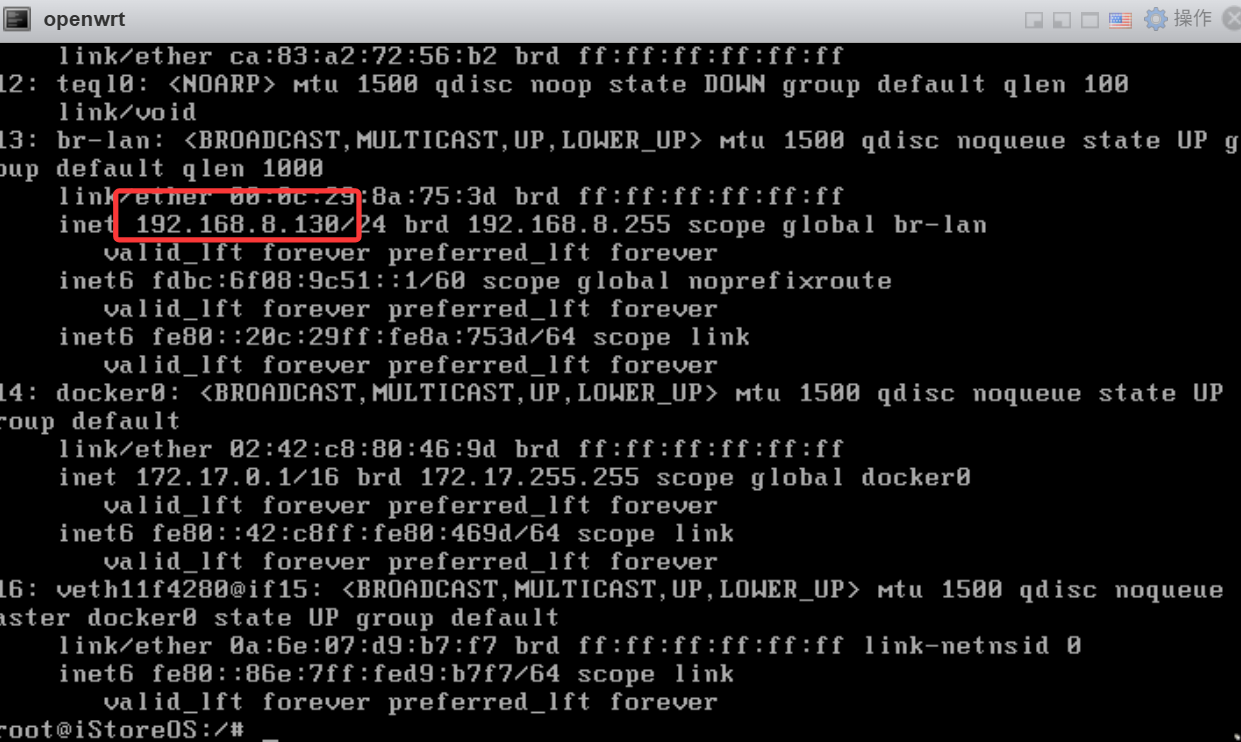 openwrt
操作
link/ether ca:83:a2:72:56:b2 brd ff:ff:ff:ff:ff:ff
12: teql0: <NOARP> mtu 1500 qdisc noop state DOWN group default qlen 100
link/void
13: br-lan: <BROADCAST,MULTICAST,UP,LOWER_UP> mtu 1500 qdisc noqueue state UP g
oup default qlen 1000
link/ether 00:0c:29:8a:75:3d brd ff:ff:ff:ff:ff:ff
inet 192.168.8.130/24 brd 192.168.8.255 scope global br-lan
valid_lft forever preferred_lft forever
inet6 fdbc:6f08:9c51::1/60 scope global noprefixroute
valid_lft forever preferred_lft forever
inet6 fe80::20c:29ff:fe8a:753d/64 scope link
valid_lft forever preferred_lft forever
14: docker0: <BROADCAST,MULTICAST,UP,LOWER_UP> mtu 1500 qdisc noqueue state UP
roup default
link/ether 02:42:c8:80:46:9d brd ff:ff:ff:ff:ff:ff
inet 172.17.0.1/16 brd 172.17.255.255 scope global docker0
valid_lft forever preferred_lft forever
inet6 fe80::42:c8ff:fe80:469d/64 scope link
valid_lft forever preferred_lft forever
16: veth11f4280@if15: <BROADCAST,MULTICAST,UP,LOWER_UP> mtu 1500 qdisc noqueue
aster docker0 state UP group default
link/ether 0a:6e:07:d9:b7:f7 brd ff:ff:ff:ff:ff:ff link-netnsid 0
inet6 fe80::86e:7ff:fed9:b7f7/64 scope link
valid_lft forever preferred_lft forever
root@iStoreOS:/# _